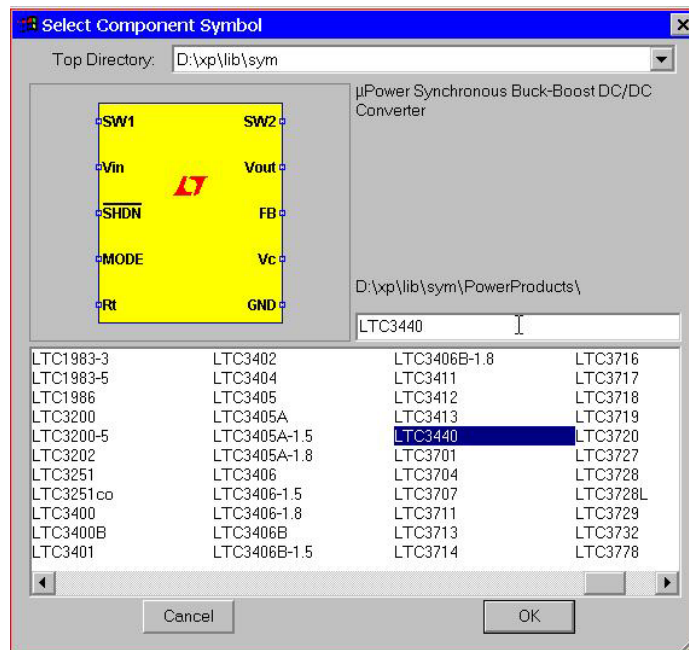 Select Component Symbol
Top Directory: D:\xp\lib\sym
µPower Synchronous Buck-Boost DC/DC
Converter
SW1 SW2
Vin Vout
SHDN FB
MODE Vc
Rt GND
D:\xp\lib\sym\PowerProducts\
LTC3440
LTC1983-3 LTC3402 LTC3406B-1.8 LTC3716
LTC1983-5 LTC3404 LTC3411 LTC3717
LTC1986 LTC3405 LTC3412 LTC3718
LTC3200 LTC3405A LTC3413 LTC3719
LTC3200-5 LTC3405A-1.5 LTC3440 LTC3720
LTC3202 LTC3405A-1.8 LTC3701 LTC3727
LTC3251 LTC3406 LTC3704 LTC3728
LTC3251co LTC3406-1.5 LTC3707 LTC3728L
LTC3400 LTC3406-1.8 LTC3711 LTC3729
LTC3400B LTC3406B LTC3713 LTC3732
LTC3401 LTC3406B-1.5 LTC3714 LTC3778
Cancel OK